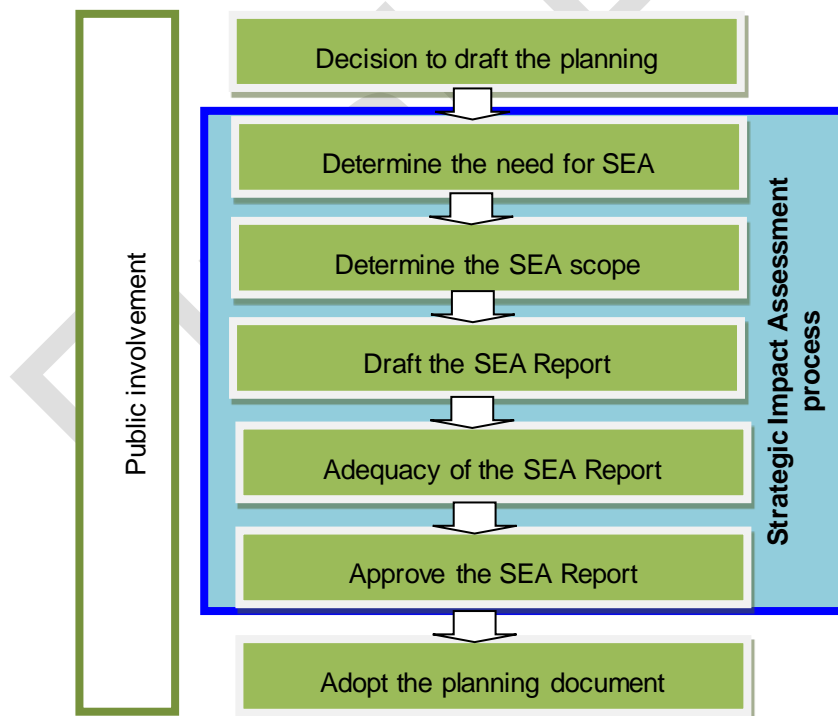 Public involvement
Decision to draft the planning
Determine the need for SEA
Determine the SEA scope
Draft the SEA Report
Adequacy of the SEA Report
Approve the SEA Report
Adopt the planning document
Strategic Impact Assessment
process